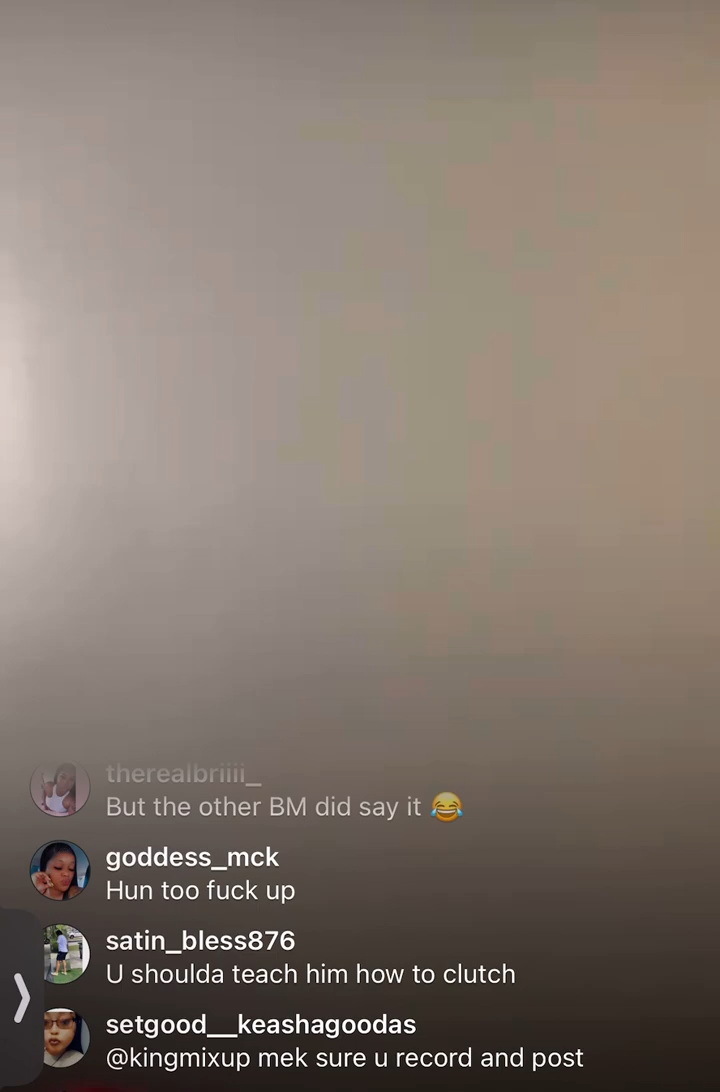 therealbriiii_
But the other BM did say it 😂
goddess_mck
Hun too fuck up
satin_bless876
U shoulda teach him how to clutch
setgood__keashagoodas
@kingmixup mek sure u record and post